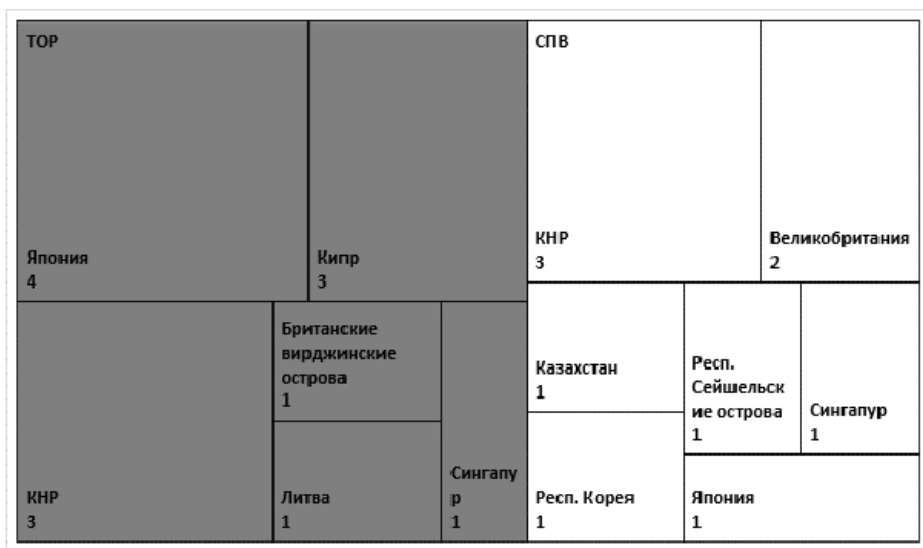 ТОР
Япония
4
Кипр
3
КНР
3
Британские
вирджинские
острова
1
Литва
1
Сингапу
р
1
СПВ
КНР
3
Великобритания
2
Казахстан
1
Респ. Корея
1
Респ.
Сейшельск
ие острова
1
Сингапур
1
Япония
1